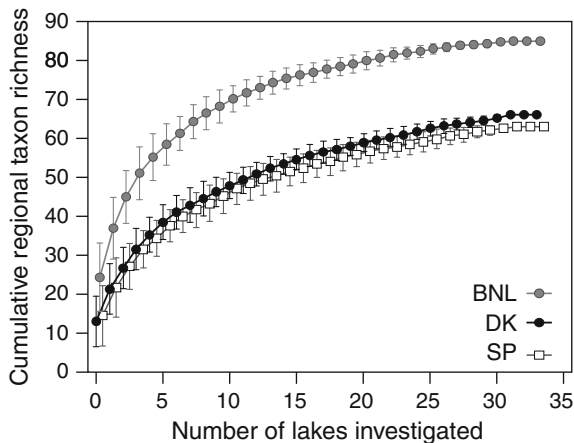 Cumulative regional taxon richness
90
80
70
60
50
40
30
20
10
0
BNL
DK
SP
0 5 10 15 20 25 30 35
Number of lakes investigated